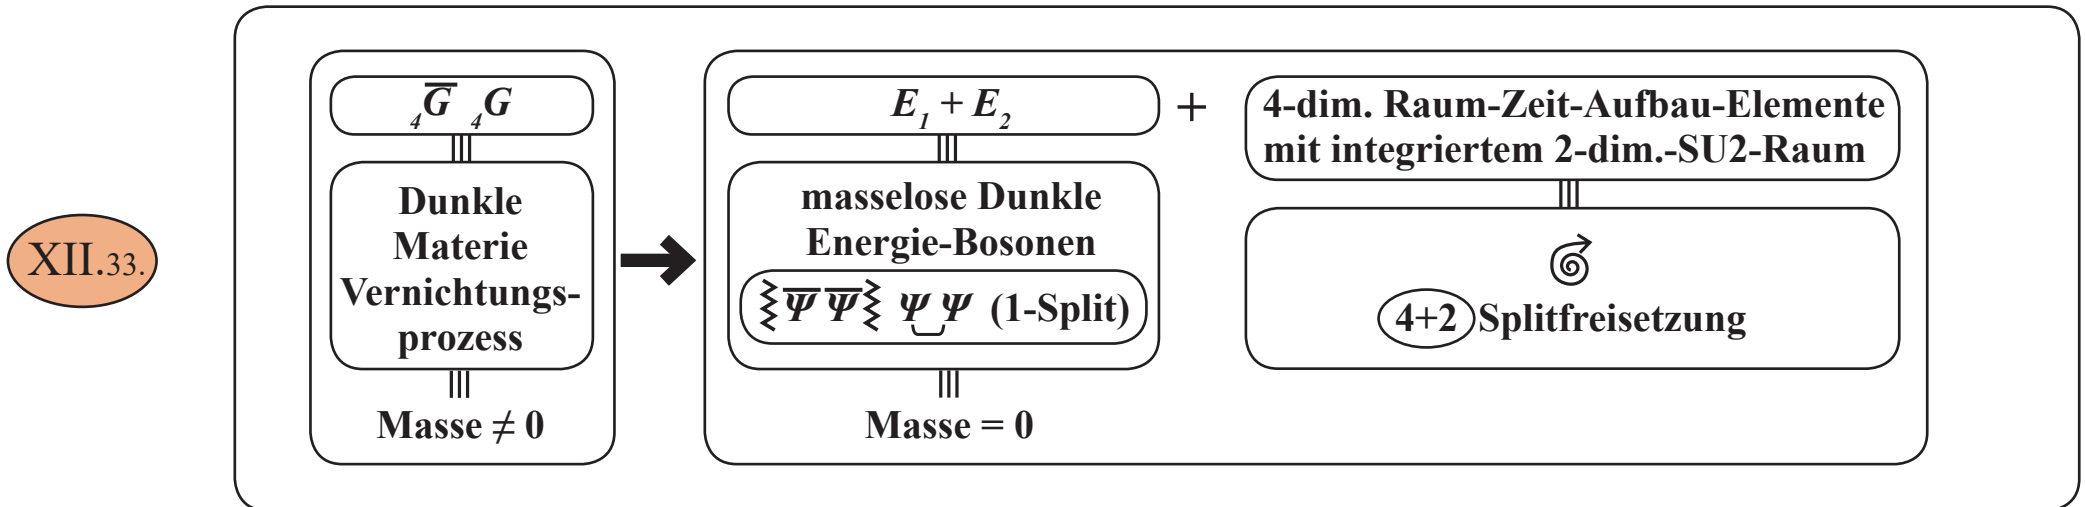 XII.33.
₄G̅ ₄G
Dunkle
Materie
Vernichtungs-
prozess
Masse ≠ 0
E₁ + E₂
masselose Dunkle
Energie-Bosonen
Ψ̅ Ψ̅ Ψ Ψ (1-Split)
Masse = 0
+
4-dim. Raum-Zeit-Aufbau-Elemente
mit integriertem 2-dim.-SU2-Raum
4+2 Splitfreisetzung